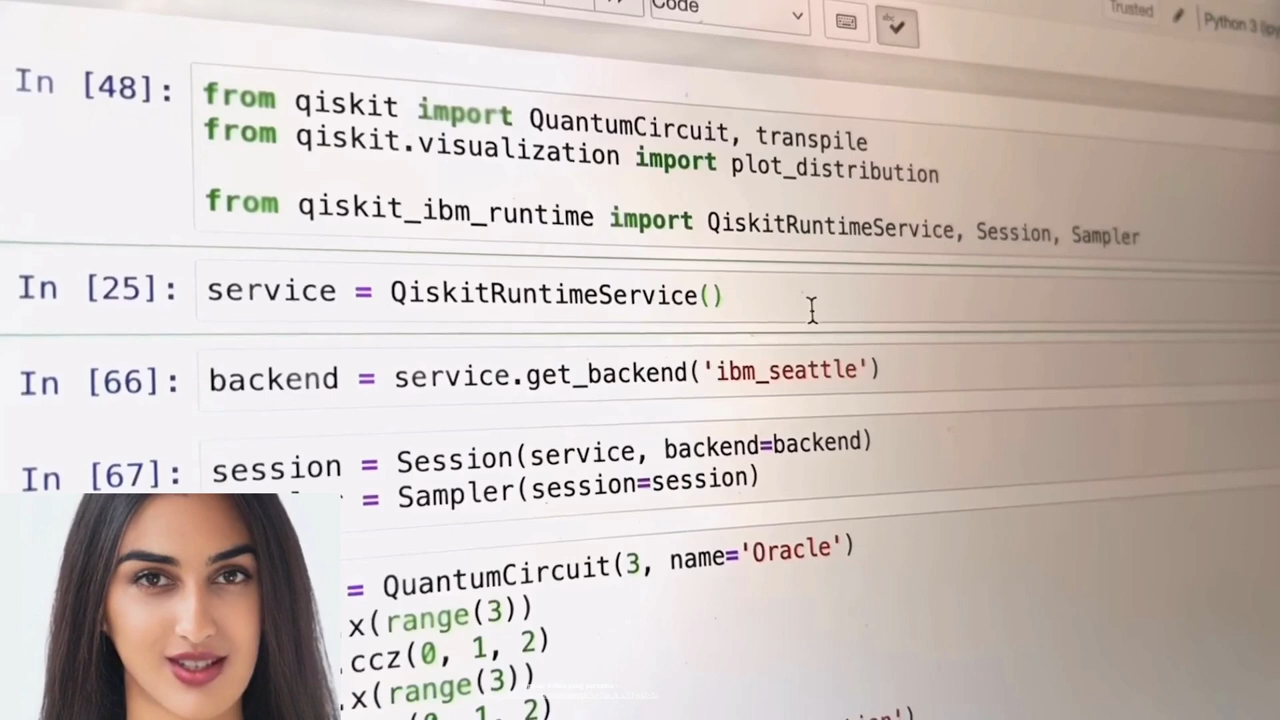 Code
Trusted
Python 3
In [48]:
from qiskit import QuantumCircuit, transpile
from qiskit.visualization import plot_distribution
from qiskit_ibm_runtime import QiskitRuntimeService, Session, Sampler
In [25]:
service = QiskitRuntimeService()
In [66]:
backend = service.get_backend('ibm_seattle')
In [67]:
session = Session(service, backend=backend)
= Sampler(session=session)
= QuantumCircuit(3, name='Oracle')
.x(range(3))
.ccz(0, 1, 2)
.x(range(3))
1, 2)